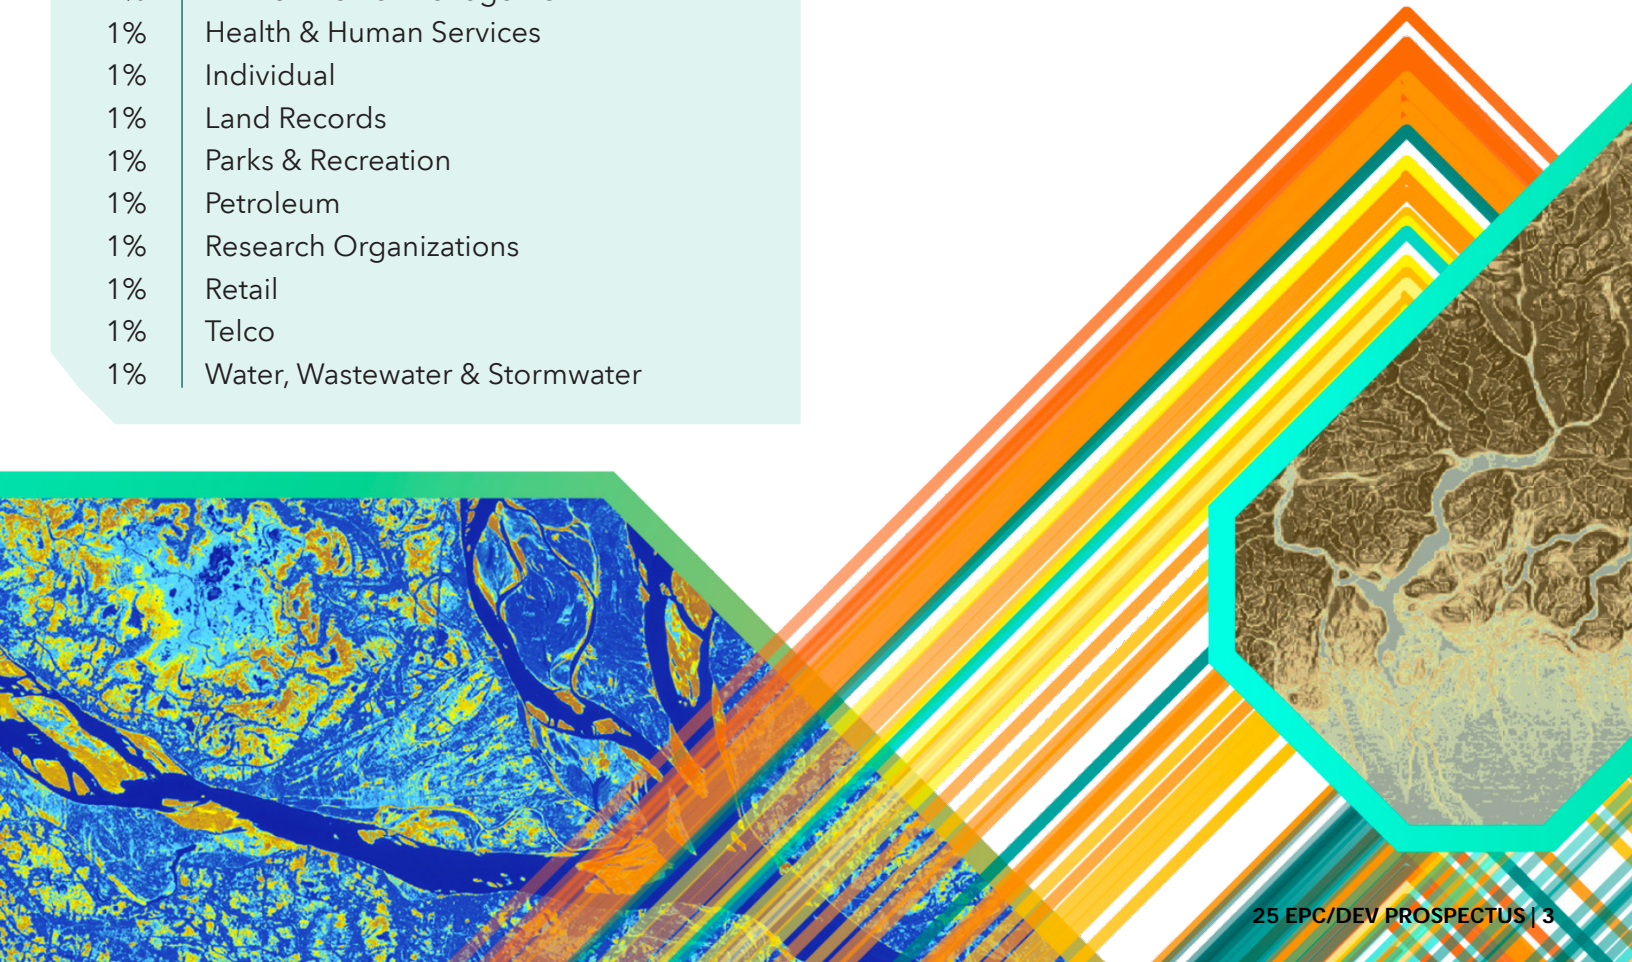 1% Health & Human Services
1% Individual
1% Land Records
1% Parks & Recreation
1% Petroleum
1% Research Organizations
1% Retail
1% Telco
1% Water, Wastewater & Stormwater
25 EPC/DEV PROSPECTUS | 3